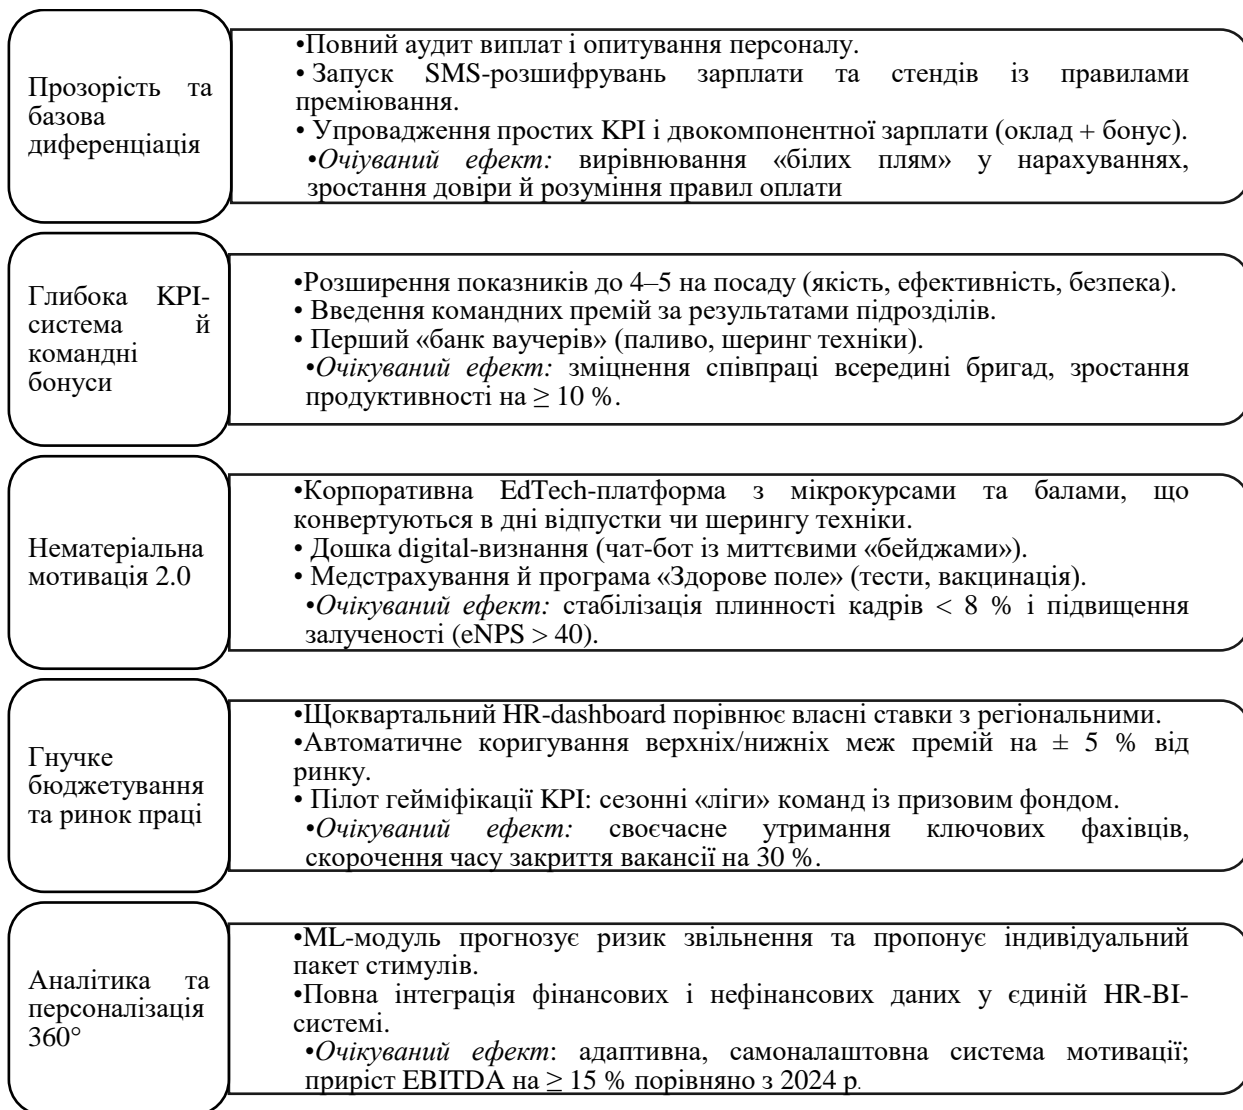 Прозорість та
базова
диференціація
•Повний аудит виплат і опитування персоналу.
• Запуск SMS-розшифрувань зарплати та стендів із правилами
преміювання.
• Упровадження простих KPI і двокомпонентної зарплати (оклад + бонус).
•Очіуваний ефект: вирівнювання «білих плям» у нарахуваннях,
зростання довіри й розуміння правил оплати
Глибока KPI-
система й
командні
бонуси
•Розширення показників до 4–5 на посаду (якість, ефективність, безпека).
• Введення командних премій за результатами підрозділів.
• Перший «банк ваучерів» (паливо, шеринг техніки).
•Очікуваний ефект: зміцнення співпраці всередині бригад, зростання
продуктивності на ≥ 10 %.
Нематеріальна
мотивація 2.0
•Корпоративна EdTech-платформа з мікрокурсами та балами, що
конвертуються в дні відпустки чи шерингу техніки.
• Дошка digital-визнання (чат-бот із миттєвими «бейджами»).
• Медстрахування й програма «Здорове поле» (тести, вакцинація).
•Очікуваний ефект: стабілізація плинності кадрів < 8 % і підвищення
залученості (eNPS > 40).
Гнучке
бюджетування
та ринок праці
•Щоквартальний HR-dashboard порівнює власні ставки з регіональними.
•Автоматичне коригування верхніх/нижніх меж премій на ± 5 % від
ринку.
• Пілот гейміфікації KPI: сезонні «ліги» команд із призовим фондом.
•Очікуваний ефект: своєчасне утримання ключових фахівців,
скорочення часу закриття вакансії на 30 %.
Аналітика та
персоналізація
360°
•ML-модуль прогнозує ризик звільнення та пропонує індивідуальний
пакет стимулів.
•Повна інтеграція фінансових і нефінансових даних у єдиній HR-BI-
системі.
•Очікуваний ефект: адаптивна, самоналаштовна система мотивації;
приріст EBITDA на ≥ 15 % порівняно з 2024 р.